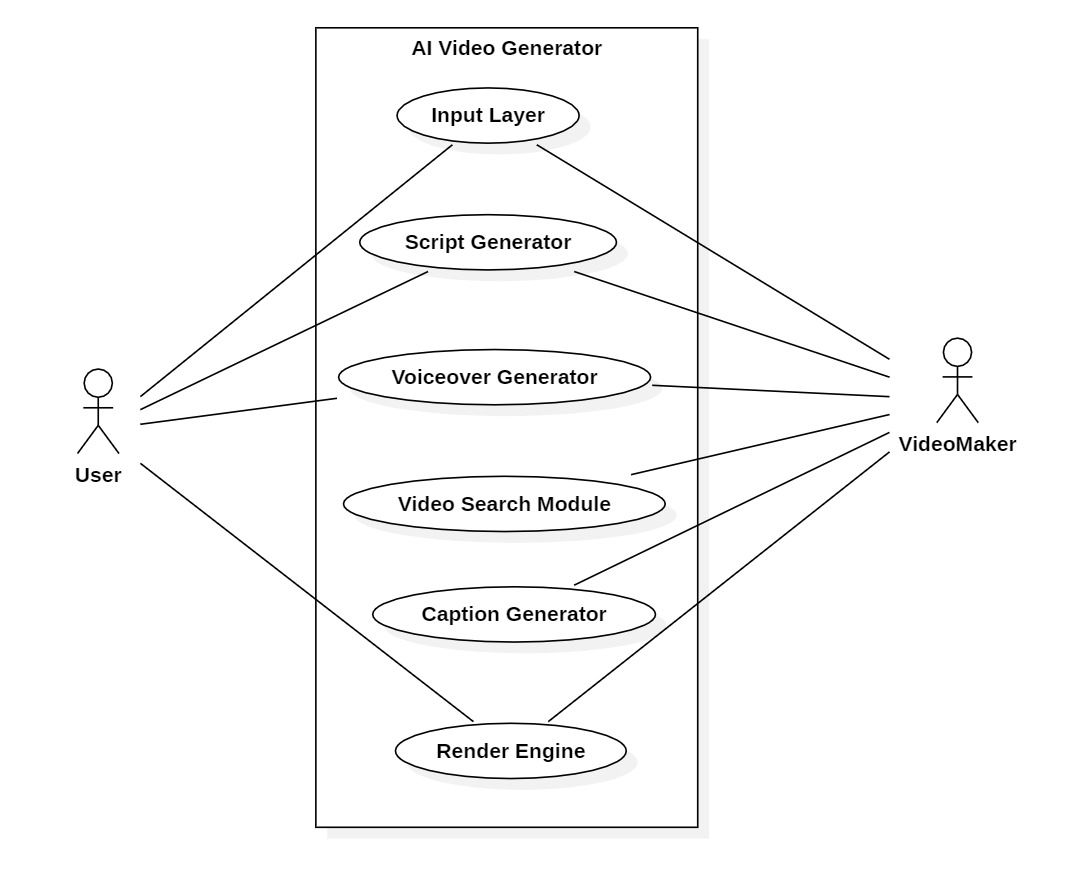 AI Video Generator
Input Layer
Script Generator
Voiceover Generator
User
VideoMaker
Video Search Module
Caption Generator
Render Engine